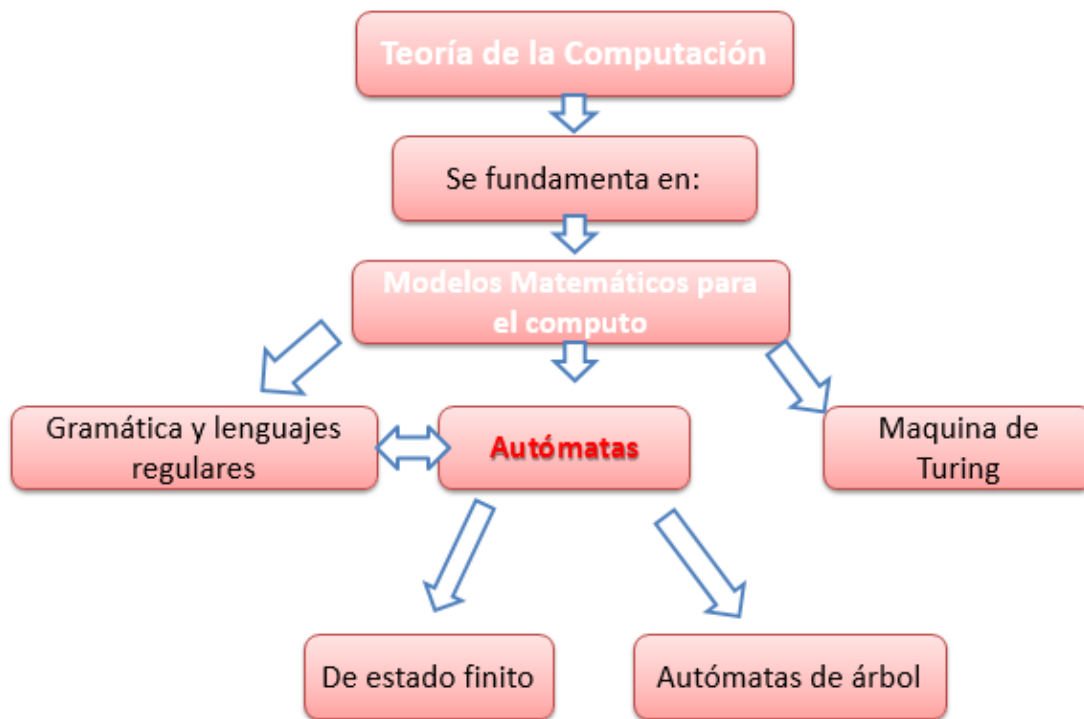 Teoría de la Computación
Se fundamenta en:
Modelos Matemáticos para
el computo
Gramática y lenguajes
regulares
Autómatas
Maquina de
Turing
De estado finito
Autómatas de árbol